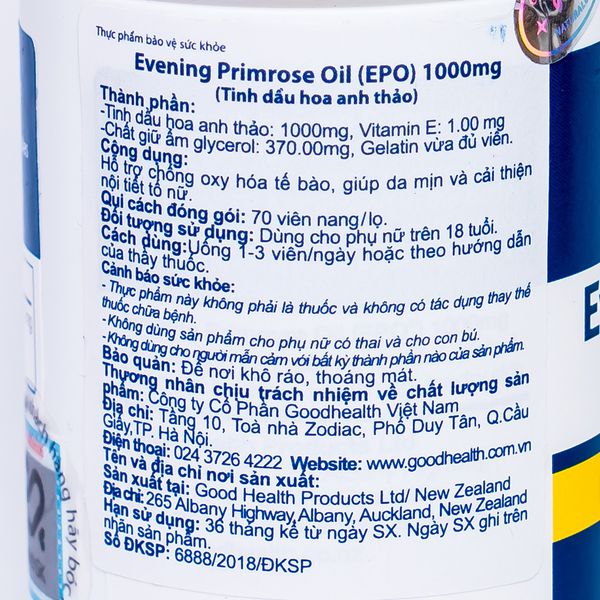 Thực phẩm bảo vệ sức khỏe
Evening Primrose Oil (EPO) 1000mg
(Tinh dầu hoa anh thảo)
Thành phần:
-Tinh dầu hoa anh thảo: 1000mg, Vitamin E: 1.00 mg
-Chất giữ ẩm glycerol: 370.00mg, Gelatin vừa đủ viên.
Công dụng:
Hỗ trợ chống oxy hóa tế bào, giúp da mịn và cải thiện
nội tiết tố nữ.
Qui cách đóng gói: 70 viên nang/lọ.
Đối tượng sử dụng: Dùng cho phụ nữ trên 18 tuổi.
Cách dùng:Uống 1-3 viên/ngày hoặc theo hướng dẫn
của thầy thuốc.
Cảnh báo sức khỏe:
- Thực phẩm này không phải là thuốc và không có tác dụng thay thế
thuốc chữa bệnh.
-Không dùng sản phẩm cho phụ nữ có thai và cho con bú.
-Không dùng cho người mẫn cảm với bất kỳ thành phần nào của sản phẩm.
Bảo quản: Để nơi khô ráo, thoáng mát.
Thương nhân chịu trách nhiệm về chất lượng sản
phẩm: Công ty Cổ Phần Goodhealth Việt Nam
Địa chỉ: Tầng 10, Toà nhà Zodiac, Phố Duy Tân, Q.Cầu
Giấy,TP. Hà Nội.
Điện thoại: 024 3726 4222 Website: www.goodhealth.com.vn
Tên và địa chỉ nơi sản xuất:
Sản xuất tại: Good Health Products Ltd/ New Zealand
Địa chỉ: 265 Albany Highway, Albany, Auckland, New Zealand
Hạn sử dụng: 36 tháng kể từ ngày SX. Ngày SX ghi trên
nhãn sản phẩm.
Số ĐKSP: 6888/2018/ĐKSP
hàng hãy bóc